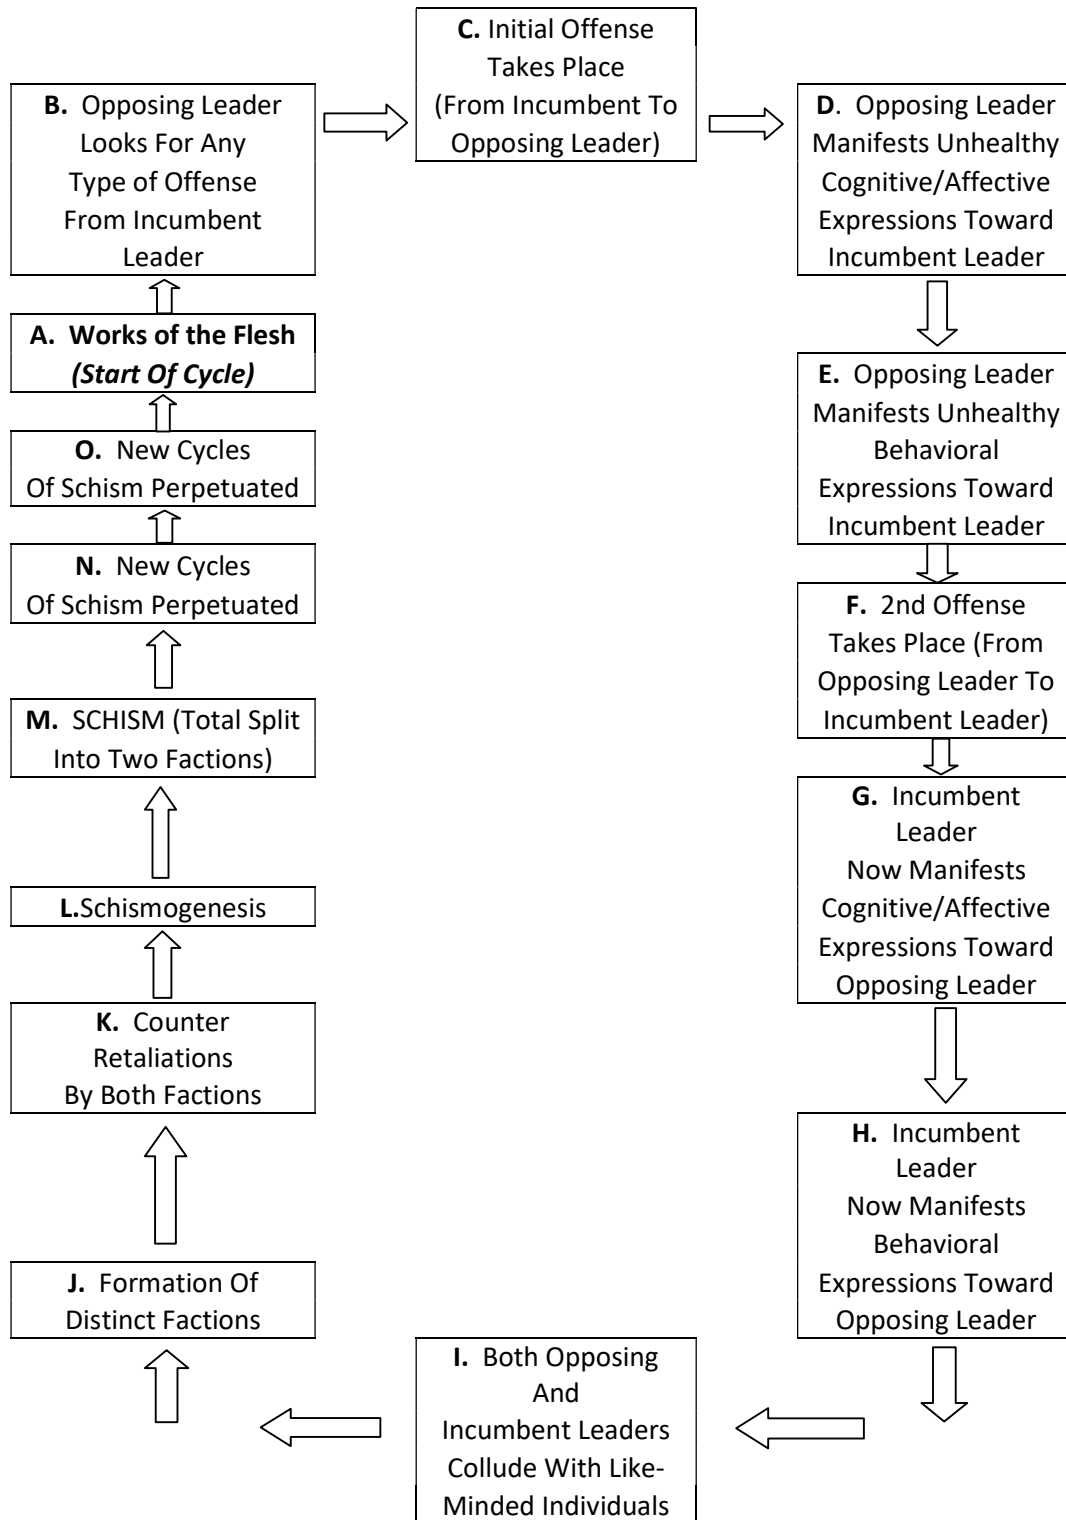 C. Initial Offense
Takes Place
(From Incumbent To
Opposing Leader)
B. Opposing Leader
Looks For Any
Type of Offense
From Incumbent
Leader
D. Opposing Leader
Manifests Unhealthy
Cognitive/Affective
Expressions Toward
Incumbent Leader
A. Works of the Flesh
(Start Of Cycle)
E. Opposing Leader
Manifests Unhealthy
Behavioral
Expressions Toward
Incumbent Leader
O. New Cycles
Of Schism Perpetuated
N. New Cycles
Of Schism Perpetuated
F. 2nd Offense
Takes Place (From
Opposing Leader To
Incumbent Leader)
M. SCHISM (Total Split
Into Two Factions)
G. Incumbent
Leader
Now Manifests
Cognitive/Affective
Expressions Toward
Opposing Leader
L.Schismogenesis
K. Counter
Retaliations
By Both Factions
H. Incumbent
Leader
Now Manifests
Behavioral
Expressions Toward
Opposing Leader
J. Formation Of
Distinct Factions
I. Both Opposing
And
Incumbent Leaders
Collude With Like-
Minded Individuals